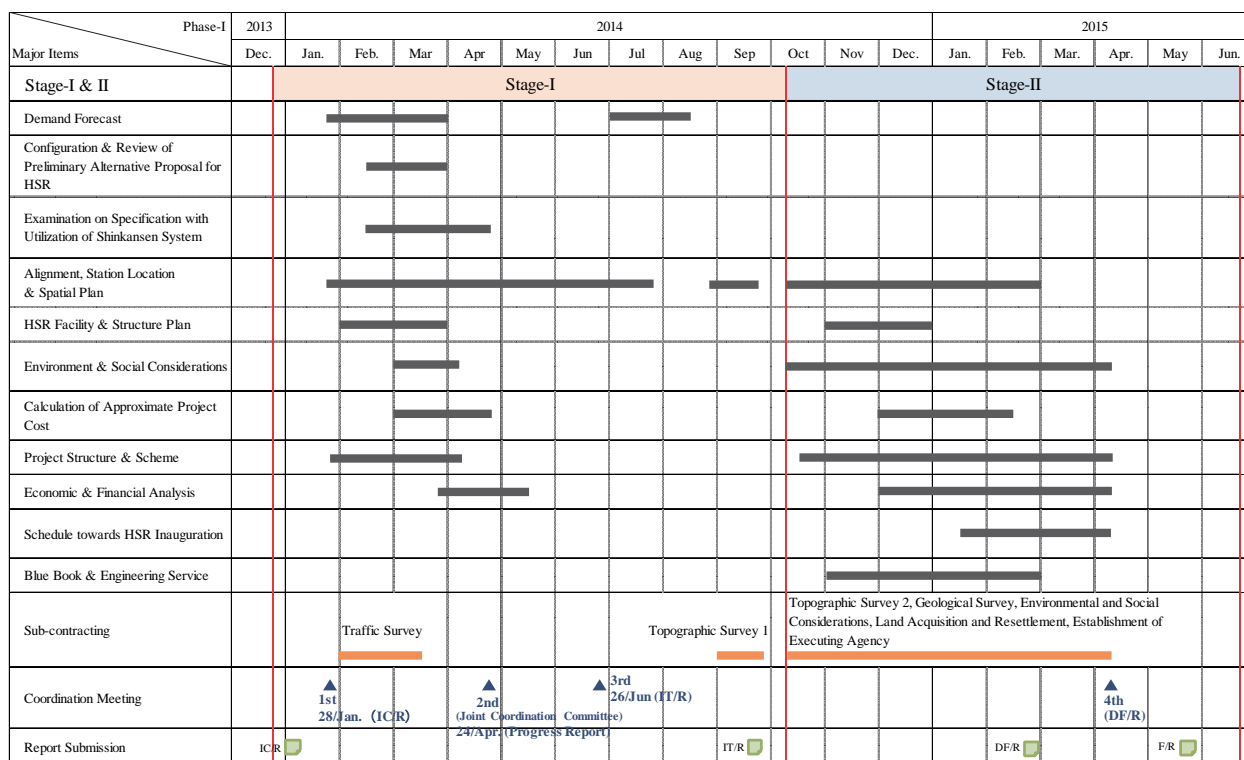 Phase-I
2013
2014
2015
Major Items
Dec.
Jan.
Feb.
Mar
Apr
May
Jun
Jul
Aug
Sep
Oct
Nov
Dec.
Jan.
Feb.
Mar.
Apr.
May
Jun.
Stage-I & II
Stage-I
Stage-II
Demand Forecast
Configuration & Review of
Preliminary Alternative Proposal for
HSR
Examination on Specification with
Utilization of Shinkansen System
Alignment, Station Location
& Spatial Plan
HSR Facility & Structure Plan
Environment & Social Considerations
Calculation of Approximate Project
Cost
Project Structure & Scheme
Economic & Financial Analysis
Schedule towards HSR Inauguration
Blue Book & Engineering Service
Sub-contracting
Traffic Survey
Topographic Survey 1
Topographic Survey 2, Geological Survey, Environmental and Social
Considerations, Land Acquisition and Resettlement, Establishment of
Executing Agency
Coordination Meeting
1st
28/Jan. (IC/R)
2nd
(Joint Coordination Committee)
24/Apr. (Progress Report)
3rd
26/Jun (IT/R)
4th
(DF/R)
Report Submission
IC/R
IT/R
DF/R
F/R